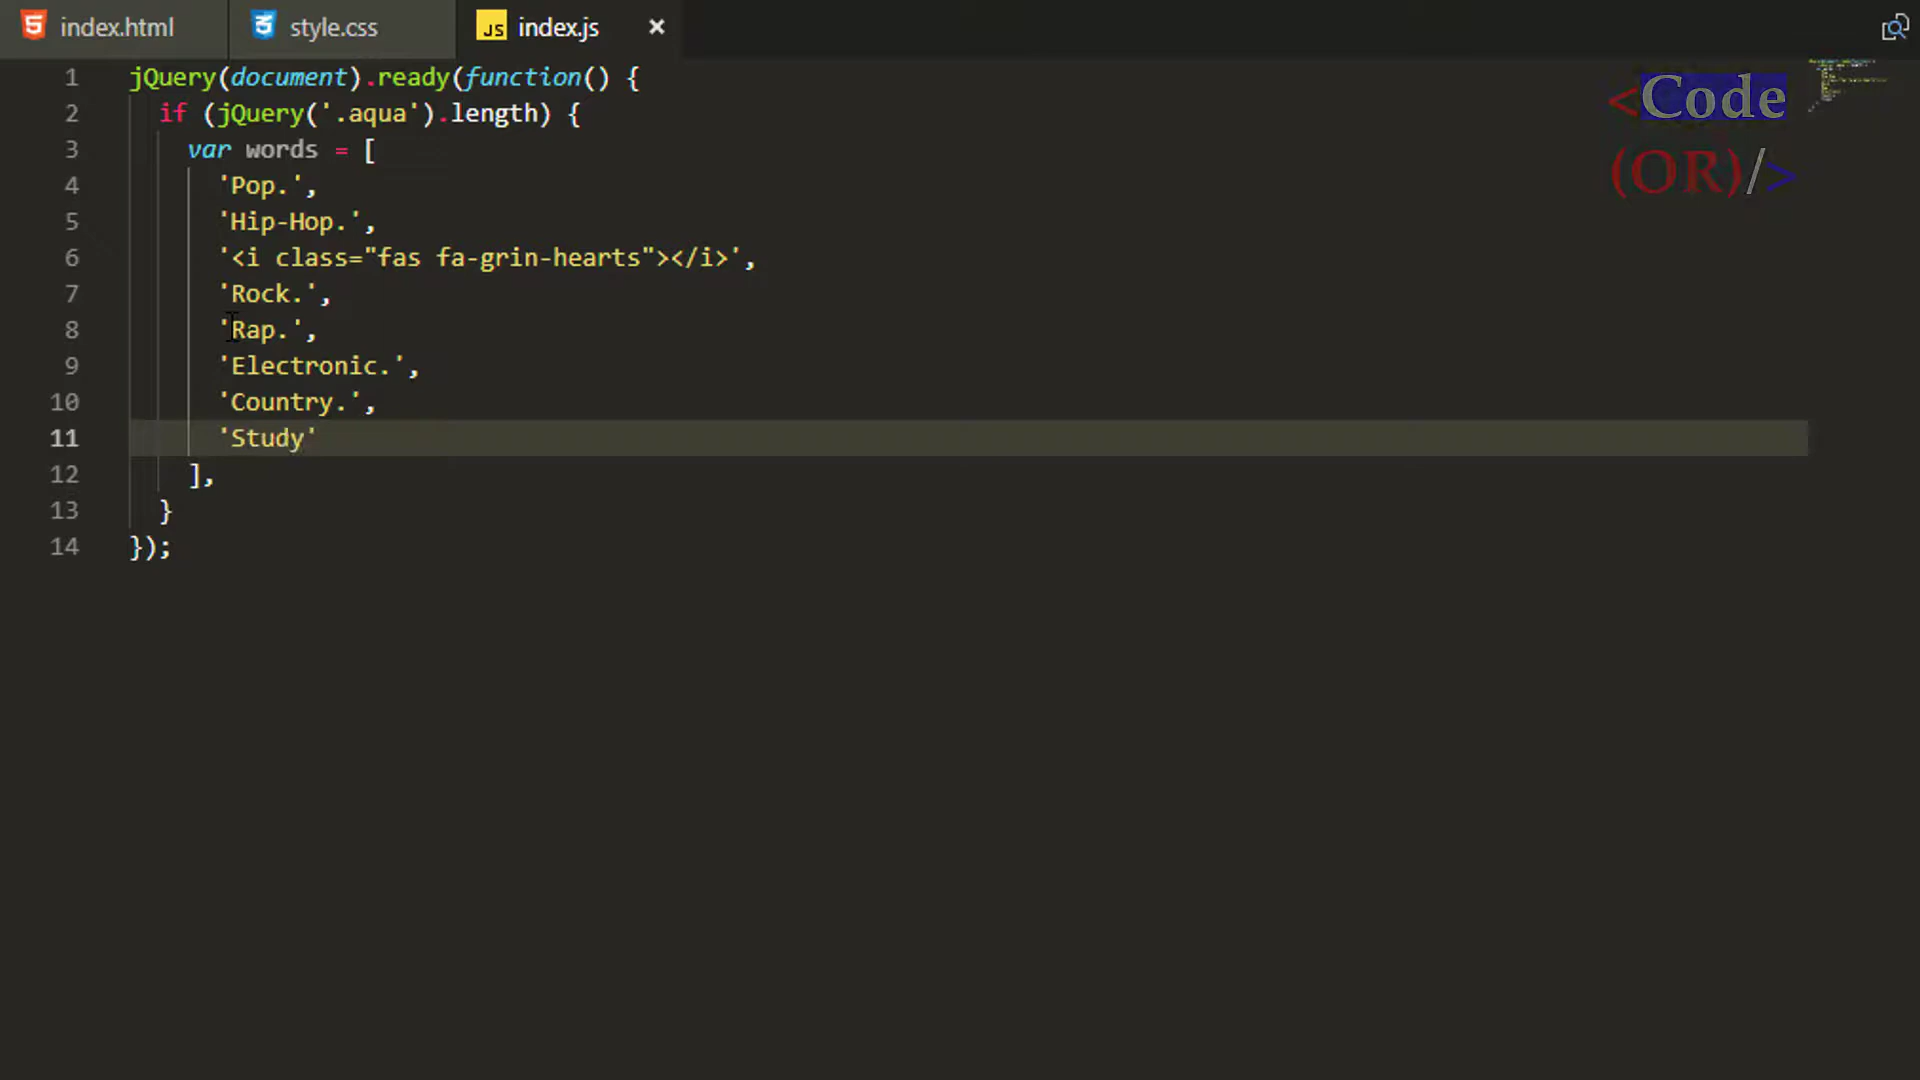 index.html style.css JS index.js
1 jQuery(document).ready(function() {
2 if (jQuery('.aqua').length) {
3 var words = [
4 'Pop.',
5 'Hip-Hop.',
6 '<i class="fas fa-grin-hearts"></i>',
7 'Rock.',
8 'Rap.',
9 'Electronic.',
10 'Country.',
11 'Study'
12 ],
13 }
14 });
<Code
(OR)/>